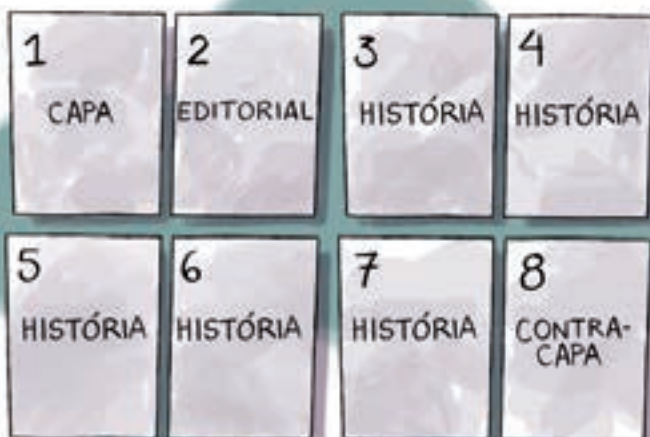 1 2 3 4
CAPA EDITORIAL HISTÓRIA HISTÓRIA
5 6 7 8
HISTÓRIA HISTÓRIA HISTÓRIA CONTRA-
CAPA